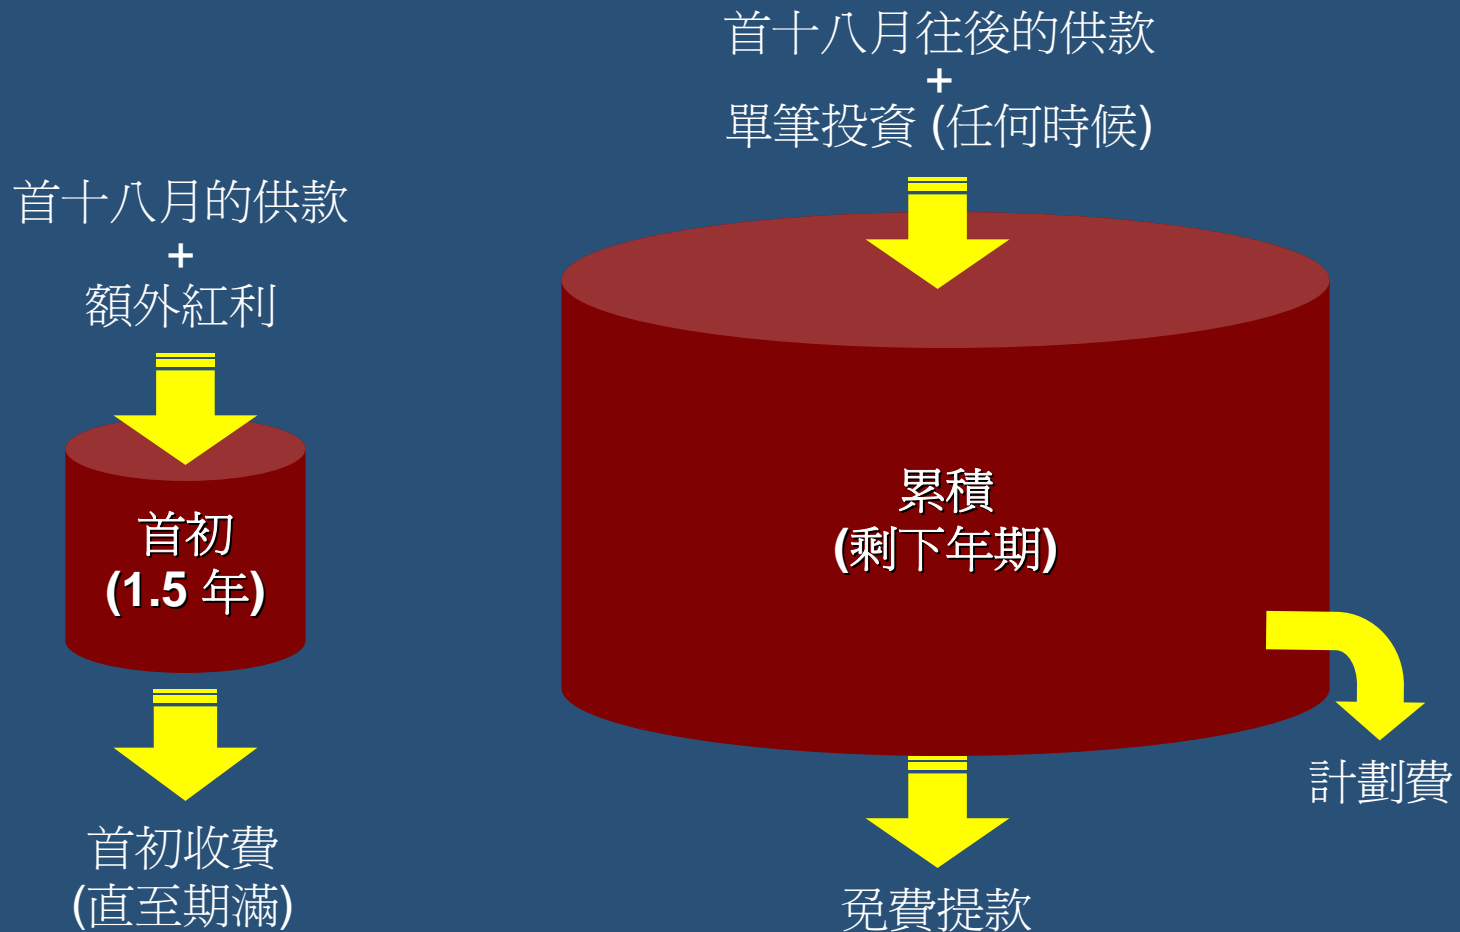 首十八月往後的供款
+
單筆投資 (任何時候)
首十八月的供款
+
額外紅利
首初
(1.5 年)
累積
(剩下年期)
計劃費
首初收費
(直至期滿)
免費提款